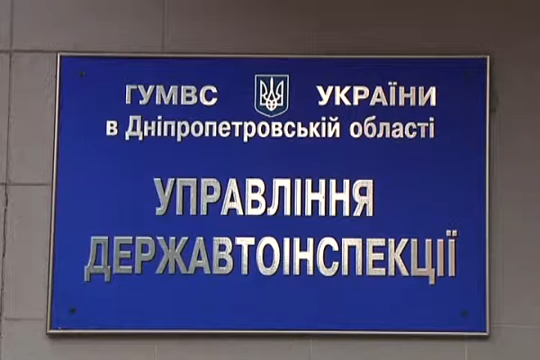 ГУМВС УКРАЇНИ
в Дніпропетровській області
УПРАВЛІННЯ
ДЕРЖАВТОІНСПЕКЦІЇ